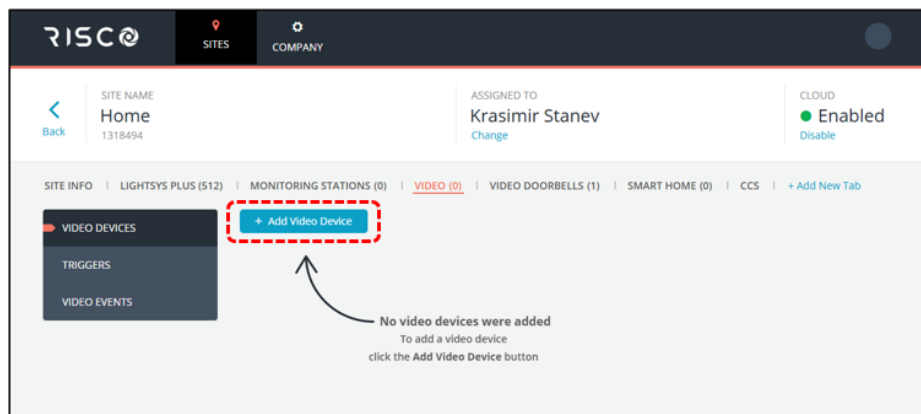 RISCO
SITES
COMPANY
Back
SITE NAME
Home
1318494
ASSIGNED TO
Krasimir Stanev
Change
CLOUD
Enabled
Disable
SITE INFO | LIGHTSYS PLUS (512) | MONITORING STATIONS (0) | VIDEO (0) | VIDEO DOORBELLS (1) | SMART HOME (0) | CCS | + Add New Tab
VIDEO DEVICES
TRIGGERS
VIDEO EVENTS
+ Add Video Device
No video devices were added
To add a video device
click the Add Video Device button